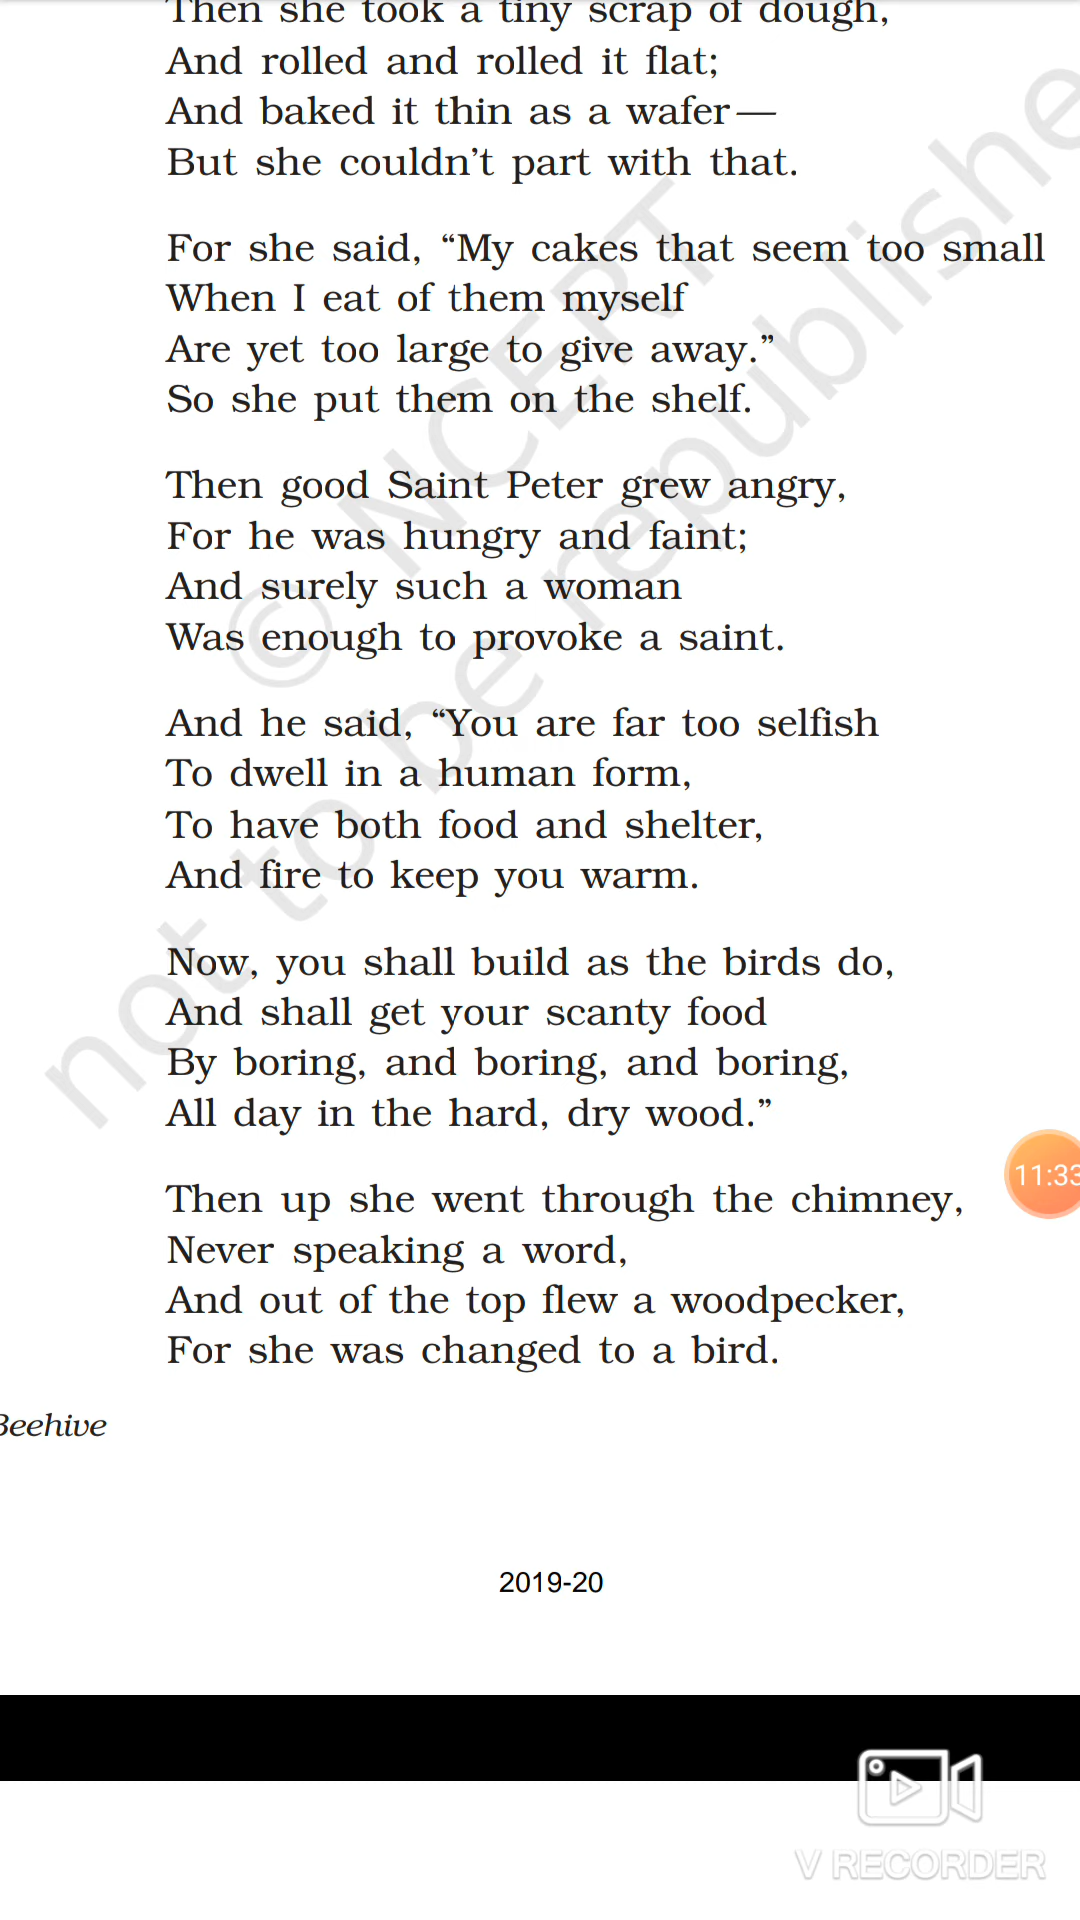 Then she took a tiny scrap of dough,
And rolled and rolled it flat;
And baked it thin as a wafer—
But she couldn’t part with that.
For she said, “My cakes that seem too small
When I eat of them myself
Are yet too large to give away.”
So she put them on the shelf.
Then good Saint Peter grew angry,
For he was hungry and faint;
And surely such a woman
Was enough to provoke a saint.
And he said, “You are far too selfish
To dwell in a human form,
To have both food and shelter,
And fire to keep you warm.
Now, you shall build as the birds do,
And shall get your scanty food
By boring, and boring, and boring,
All day in the hard, dry wood.”
Then up she went through the chimney,
Never speaking a word,
And out of the top flew a woodpecker,
For she was changed to a bird.
Beehive
2019-20
© NCERT
not to be republishe
11:33
V RECORDER